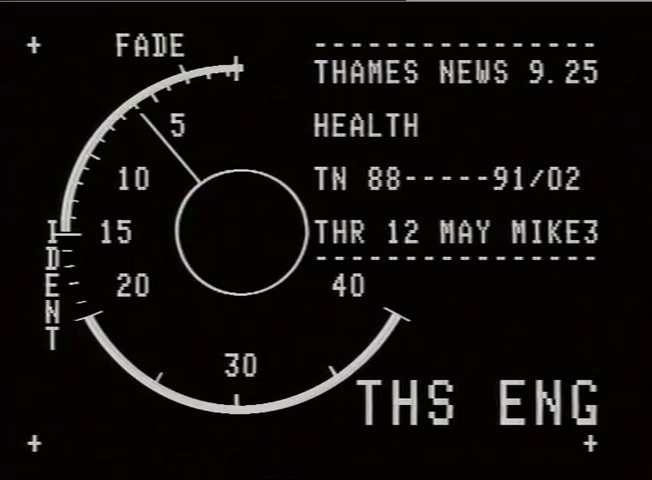 FADE
THAMES NEWS 9.25
5
HEALTH
10
TN 88-----91/02
15
THR 12 MAY MIKE3
IDENT
20
40
30
THS ENG